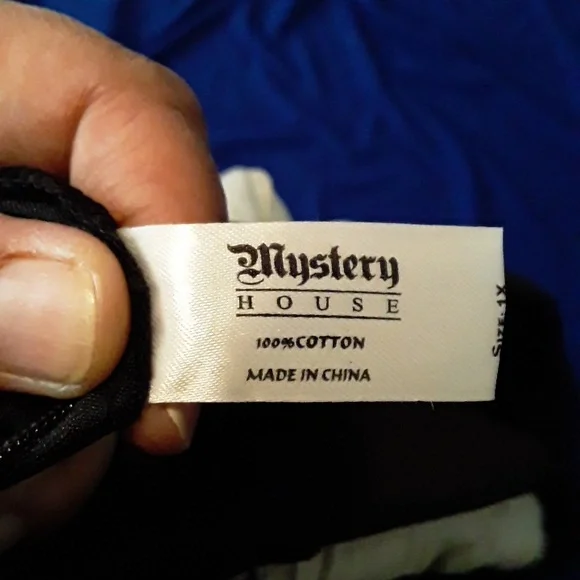 Mystery
HOUSE
100%COTTON
MADE IN CHINA
SIZE: 1X